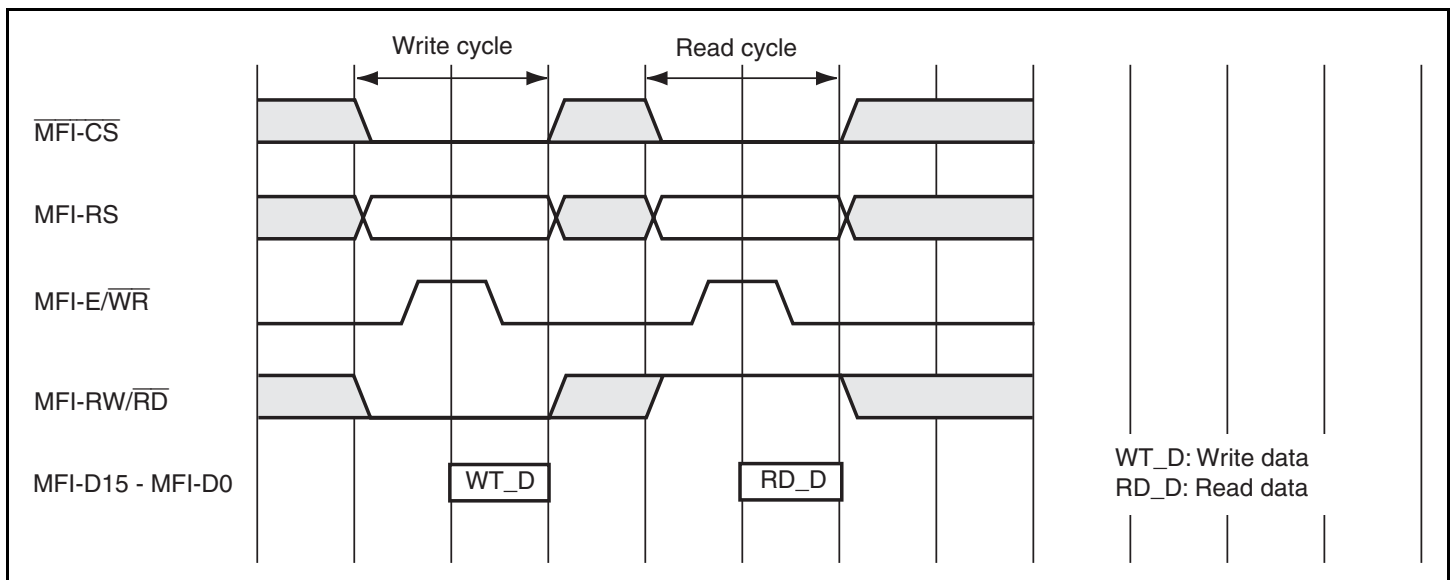 Write cycle
Read cycle
MFI-CS
MFI-RS
MFI-E/WR
MFI-RW/RD
MFI-D15 - MFI-D0
WT_D
RD_D
WT_D: Write data
RD_D: Read data